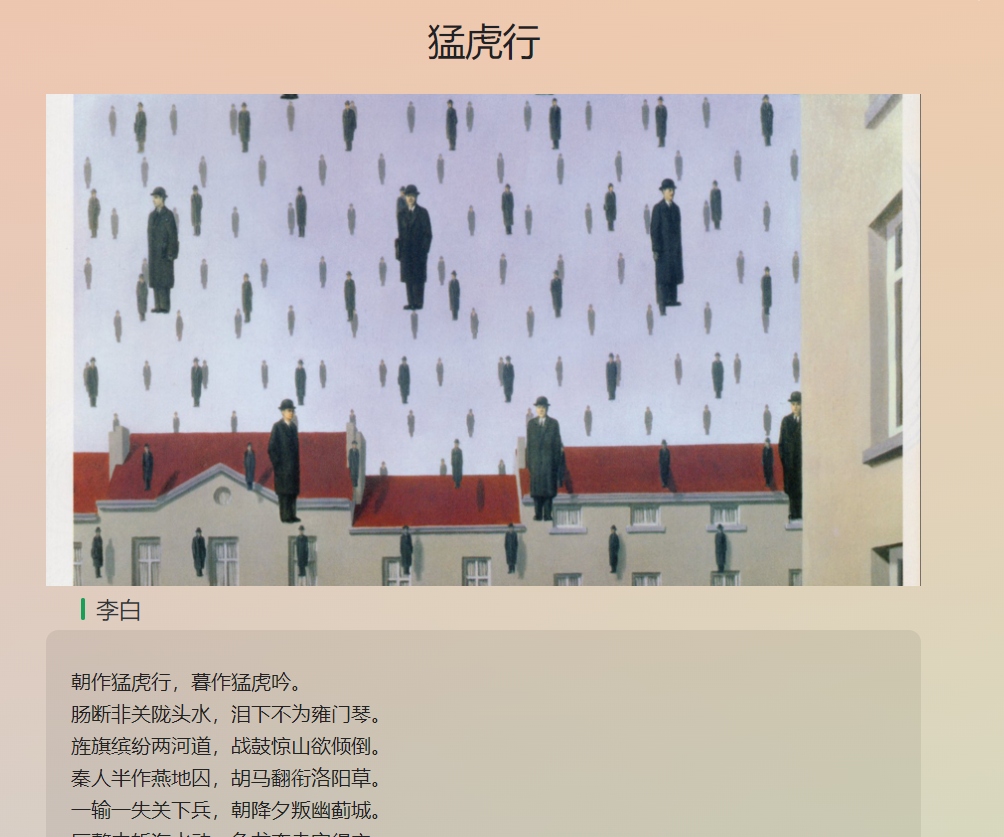 猛虎行
李白
朝作猛虎行，暮作猛虎吟。
肠断非关陇头水，泪下不为雍门琴。
旌旗缤纷两河道，战鼓惊山欲倾倒。
秦人半作燕地囚，胡马翻衔洛阳草。
一输一失关下兵，朝降夕叛幽蓟城。